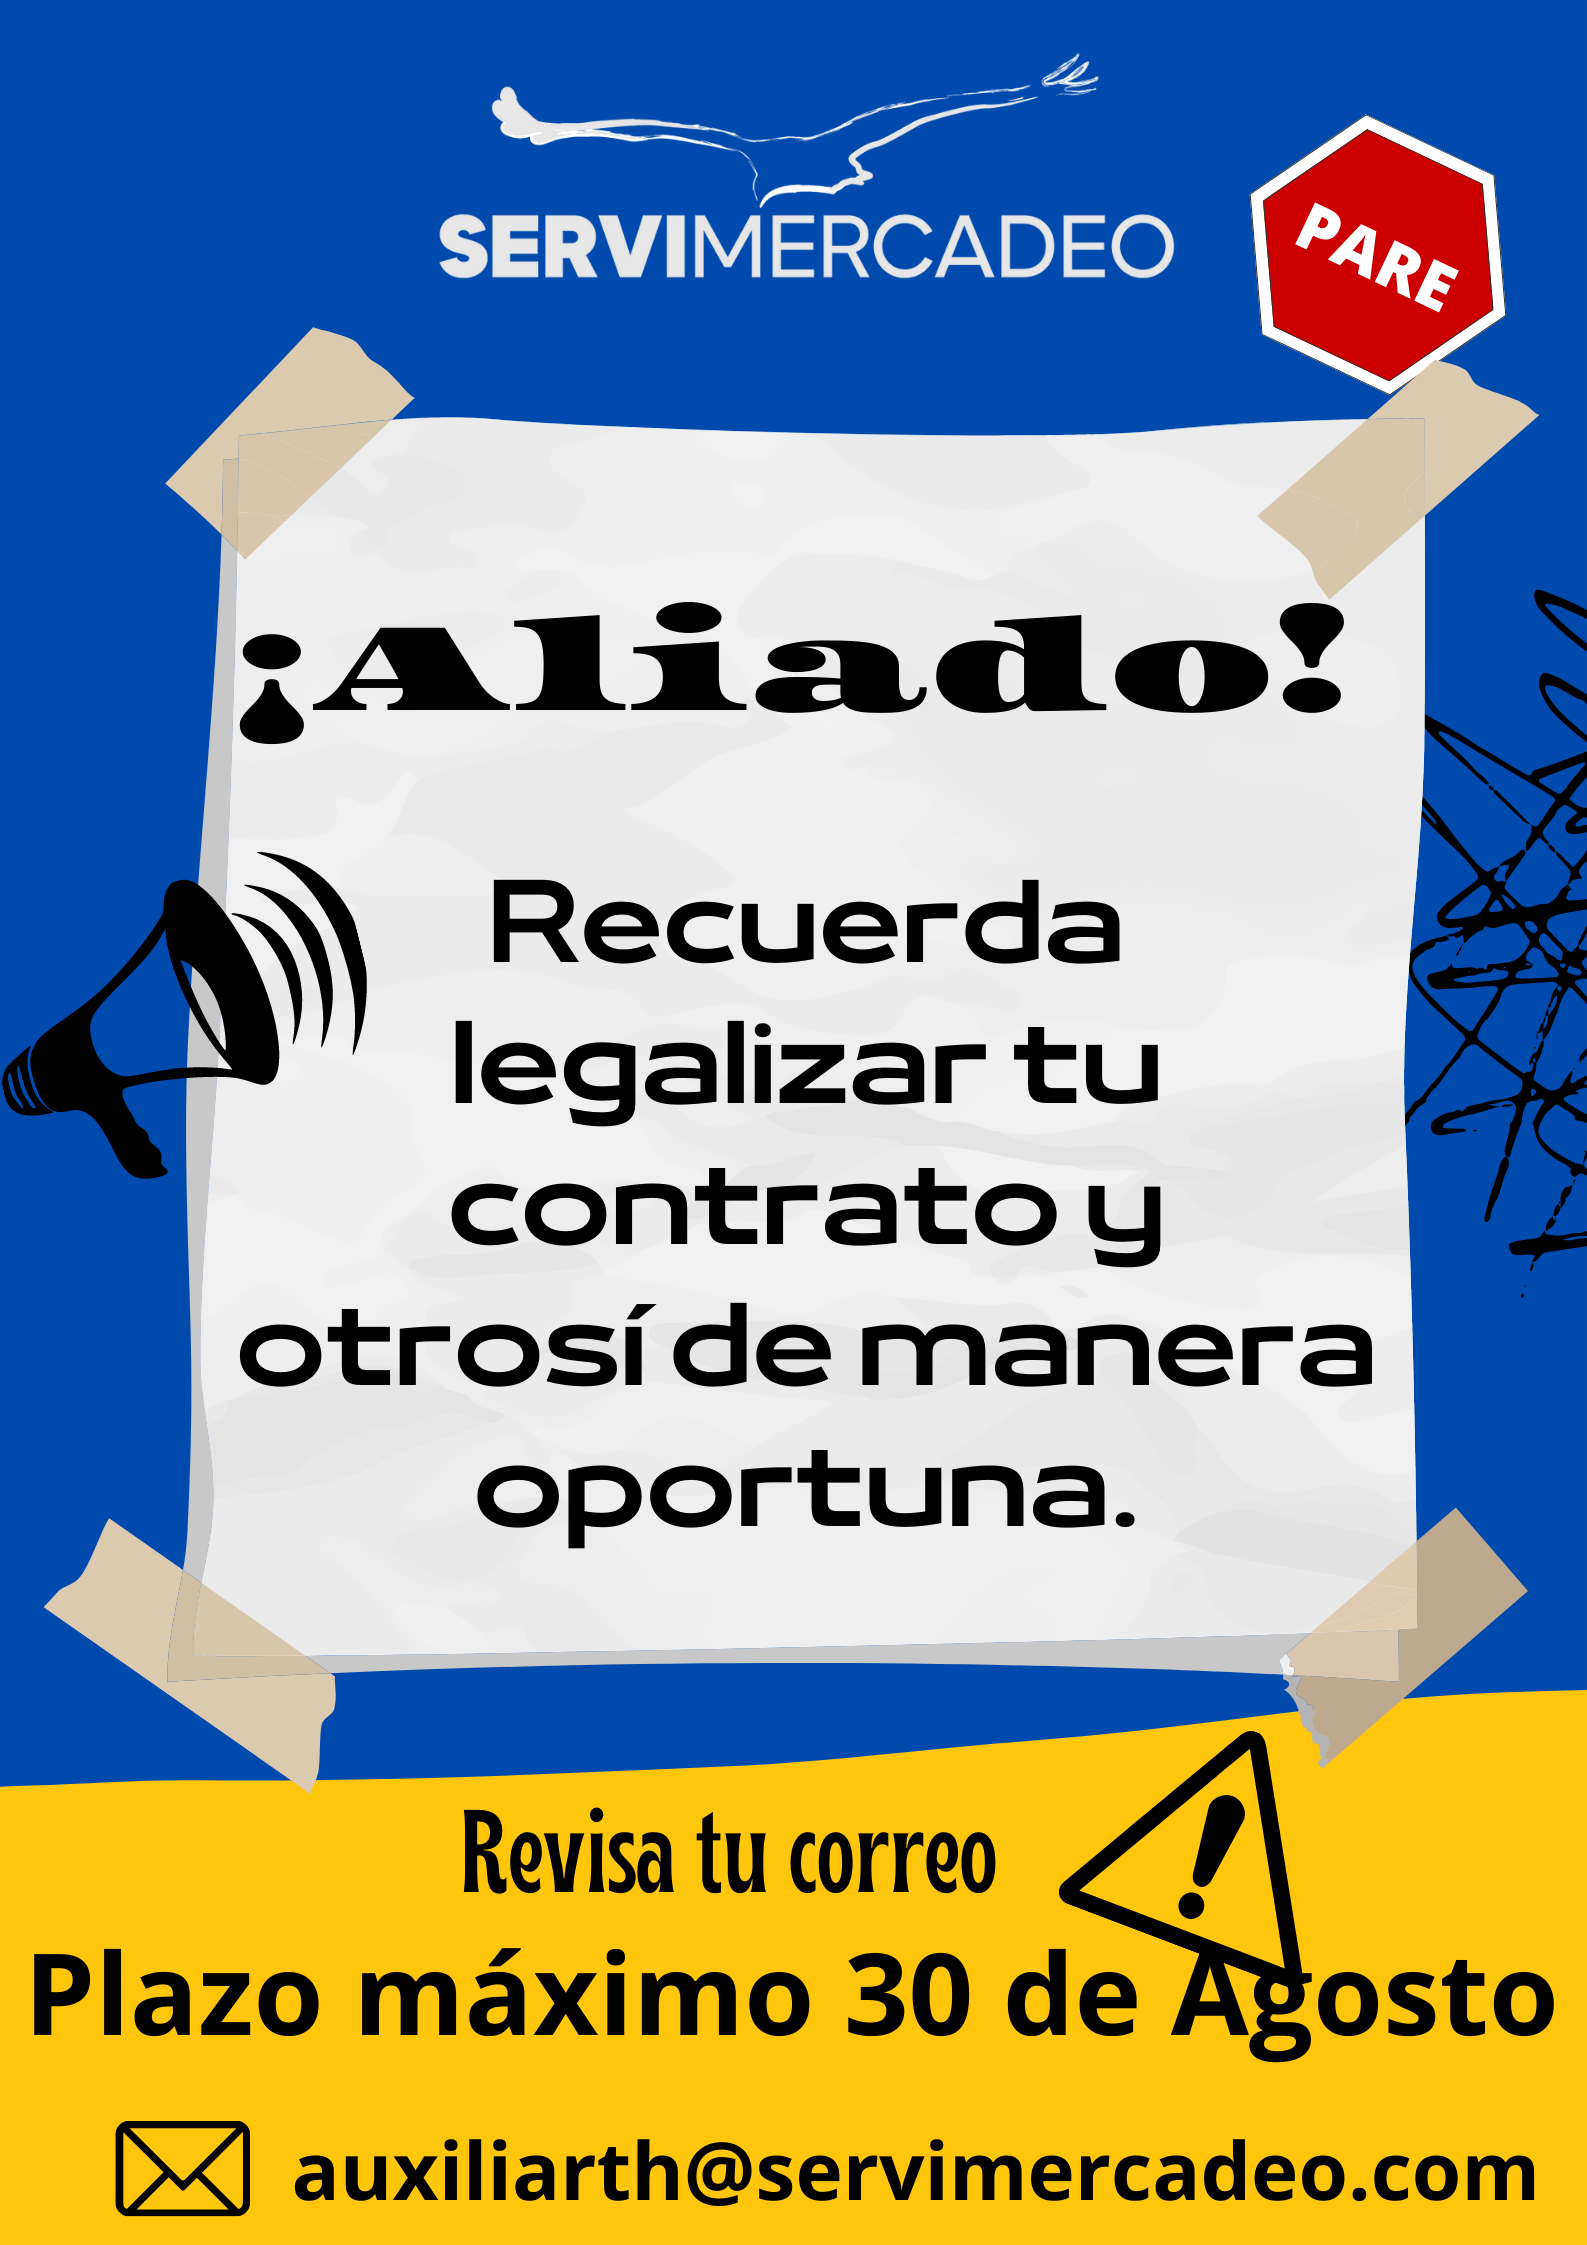 SERVIMERCADEO
PARE
¡Aliado!
Recuerda
legalizar tu
contrato y
otrosí de manera
oportuna.
Revisa tu correo
Plazo máximo 30 de Agosto
auxiliarth@servimercadeo.com